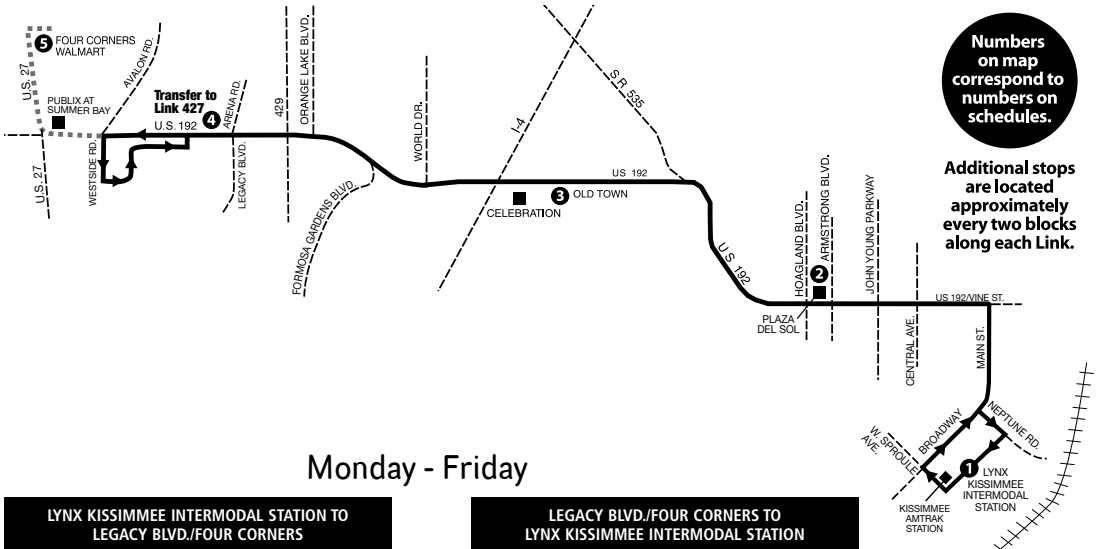 5 FOUR CORNERS
WALMART
U.S. 27
PUBLIX AT
SUMMER BAY
AVALON RD.
Transfer to
Link 427 4
U.S. 192
ARENA RD.
U.S. 27
WESTSIDE RD.
LEGACY BLVD.
429
ORANGE LAKE BLVD.
FORMOSA GARDENS BLVD.
WORLD DR.
I-4
S R 535
US 192
3 OLD TOWN
CELEBRATION
U S 192
HOAGLAND BLVD.
2
ARMSTRONG BLVD.
PLAZA
DEL SOL
JOHN YOUNG PARKWAY
CENTRAL AVE.
US 192/VINE ST.
MAIN ST.
BROADWAY
NEPTUNE RD.
W. SPROULE
AVE.
1 LYNX
KISSIMMEE
INTERMODAL
STATION
KISSIMMEE
AMTRAK
STATION
Numbers
on map
correspond to
numbers on
schedules.
Additional stops
are located
approximately
every two blocks
along each Link.
Monday - Friday
LYNX KISSIMMEE INTERMODAL STATION TO
LEGACY BLVD./FOUR CORNERS
LEGACY BLVD./FOUR CORNERS TO
LYNX KISSIMMEE INTERMODAL STATION